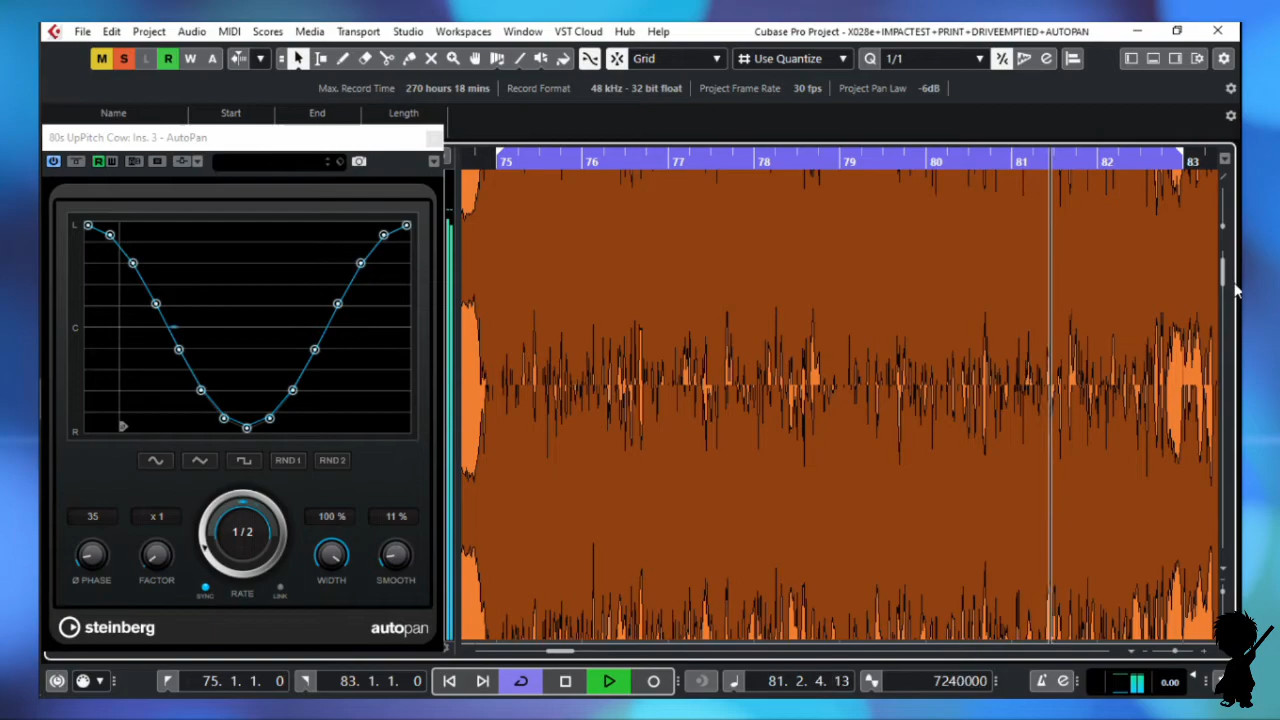 File Edit Project Audio MIDI Scores Media Transport Studio Workspaces Window VST Cloud Hub Help Cubase Pro Project - X028e+IMPACTEST+PRINT+DRIVEEMPTIED+AUTOPAN
M S L R W A Grid Use Quantize Q 1/1
Max. Record Time 270 hours 18 mins Record Format 48 kHz - 32 bit float Project Frame Rate 30 fps Project Pan Law -6dB
Name Start End Length
80s UpPitch Cow: Ins. 3 - AutoPan
R W
75 76 77 78 79 80 81 82 83
L
C
R
RND 1 RND 2
35 x 1 1 / 2 100 % 11 %
Ø PHASE FACTOR SYNC RATE LINK WIDTH SMOOTH
steinberg autopan
75. 1. 1. 0 83. 1. 1. 0 81. 2. 4. 13 7240000 0.00